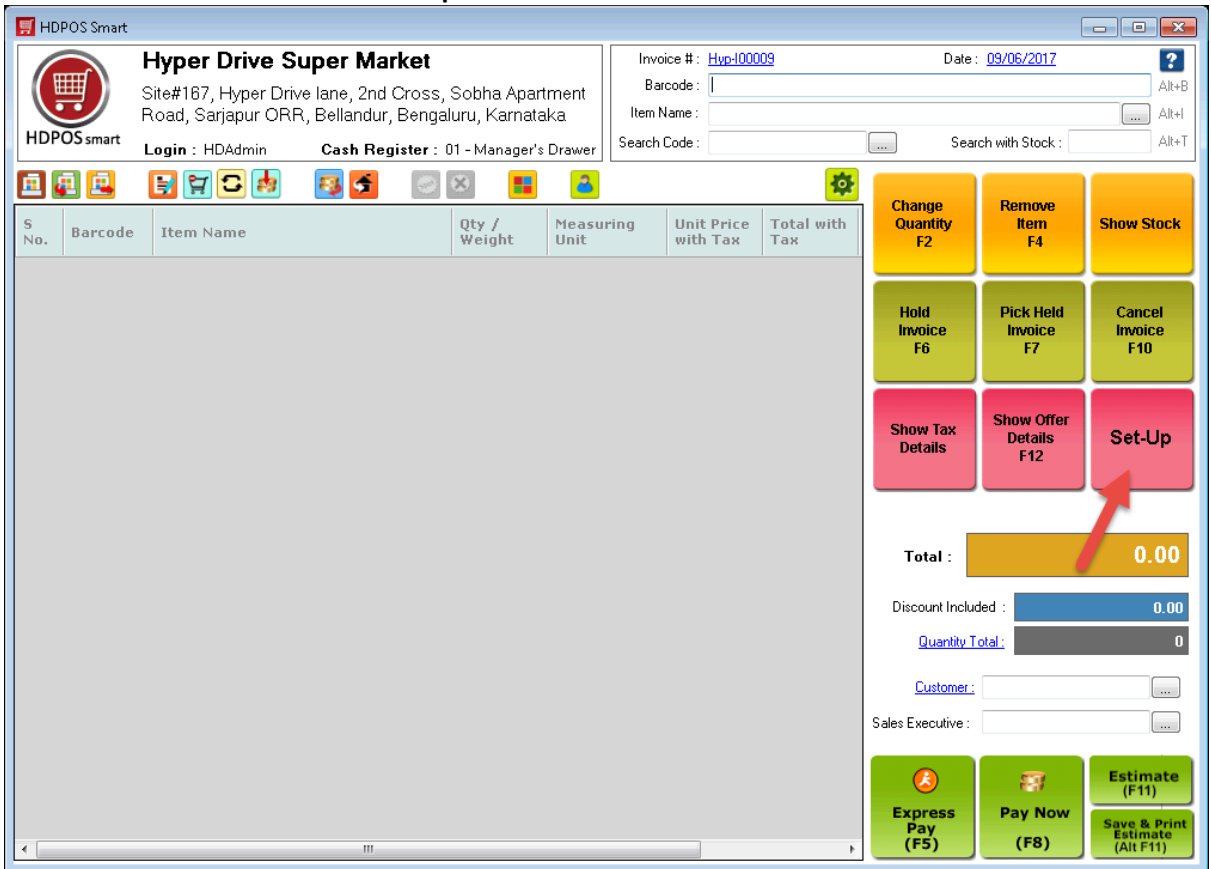 HDPOS Smart
HDPOS smart
Hyper Drive Super Market
Site#167, Hyper Drive lane, 2nd Cross, Sobha Apartment
Road, Sarjapur ORR, Bellandur, Bengaluru, Karnataka
Login : HDAdmin Cash Register : 01 - Manager's Drawer
Invoice # : Hyp-I00009 Date : 09/06/2017 ?
Barcode : Alt+B
Item Name : ... Alt+I
Search Code : ... Search with Stock : Alt+T
S No. Barcode Item Name Qty / Weight Measuring Unit Unit Price with Tax Total with Tax
Change
Quantity
F2
Remove
Item
F4
Show Stock
Hold
Invoice
F6
Pick Held
Invoice
F7
Cancel
Invoice
F10
Show Tax
Details
Show Offer
Details
F12
Set-Up
Total : 0.00
Discount Included : 0.00
Quantity Total : 0
Customer : ...
Sales Executive : ...
Express
Pay
(F5)
Pay Now
(F8)
Estimate
(F11)
Save & Print
Estimate
(Alt F11)